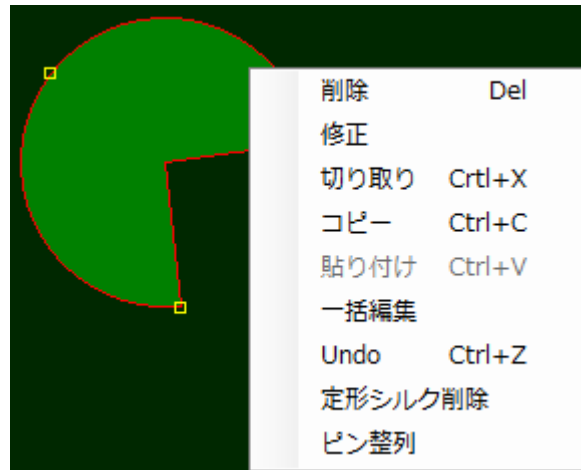 削除 Del
修正
切り取り Crtl+X
コピー Ctrl+C
貼り付け Ctrl+V
一括編集
Undo Ctrl+Z
定形シルク削除
ピン整列